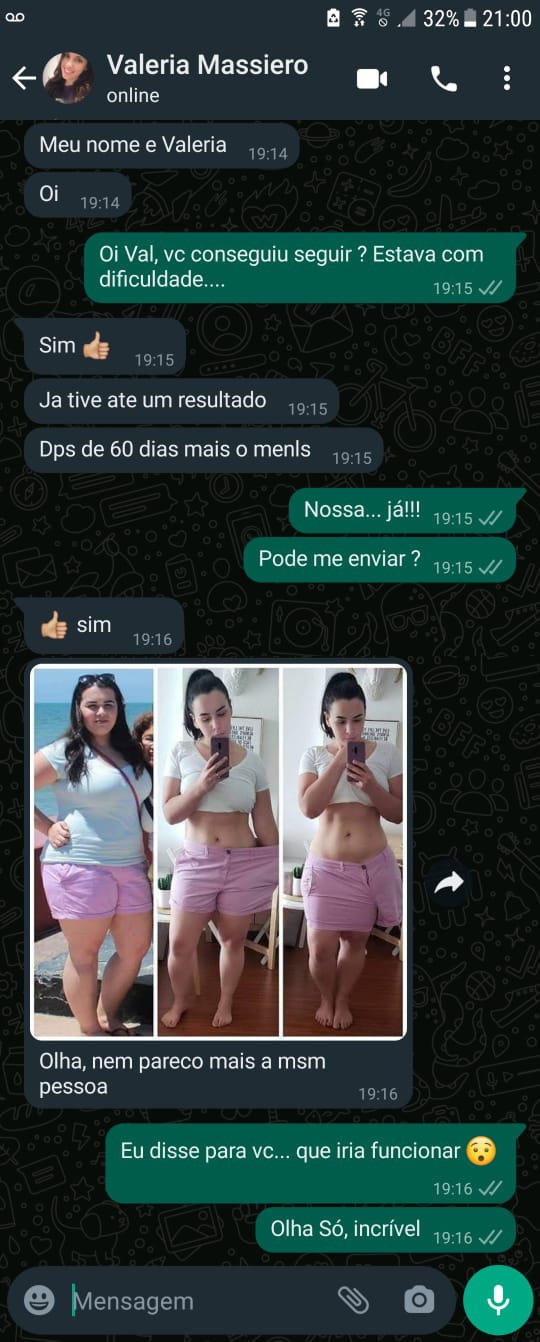 4G
32%
21:00
Valeria Massiero
online
Meu nome e Valeria
19:14
Oi
19:14
Oi Val, vc conseguiu seguir ? Estava com
dificuldade....
19:15
Sim 👍🏼
19:15
Ja tive ate um resultado
19:15
Dps de 60 dias mais o menls
19:15
Nossa... já!!!
19:15
Pode me enviar ?
19:15
👍🏼 sim
19:16
Olha, nem pareco mais a msm
pessoa
19:16
Eu disse para vc... que iria funcionar 😯
19:16
Olha Só, incrível
19:16
Mensagem